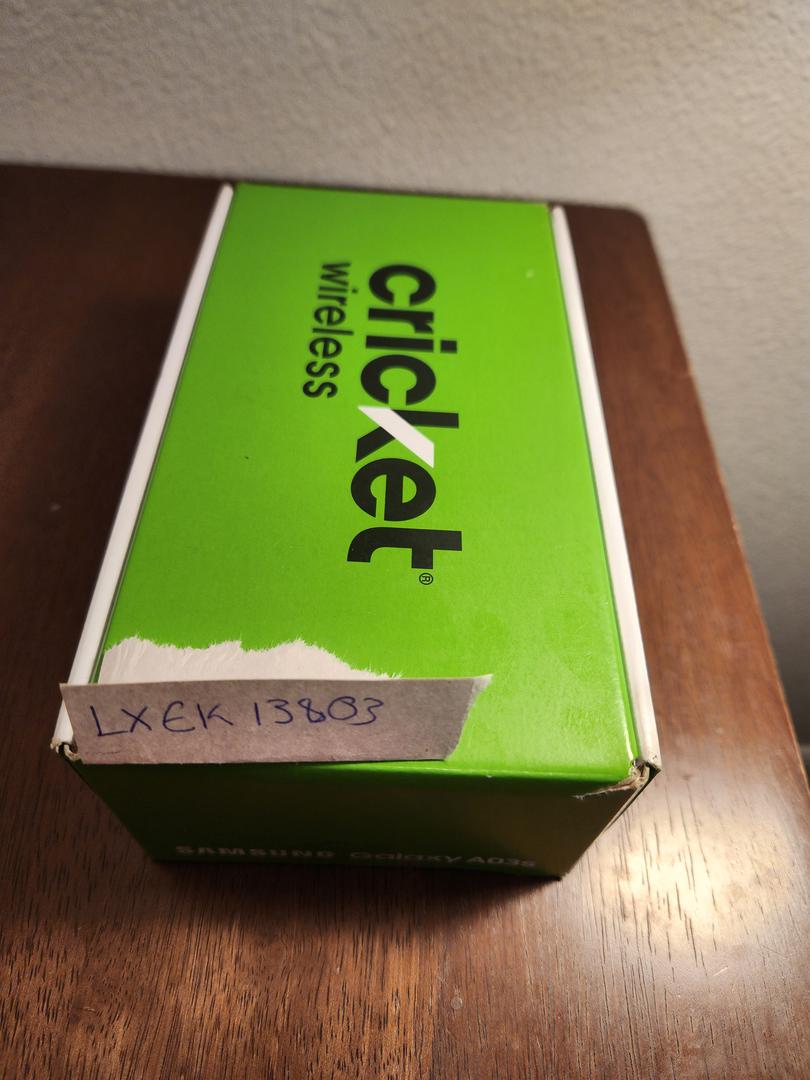 cricket®
wireless
LXEK 13803
SAMSUNG Galaxy A03s